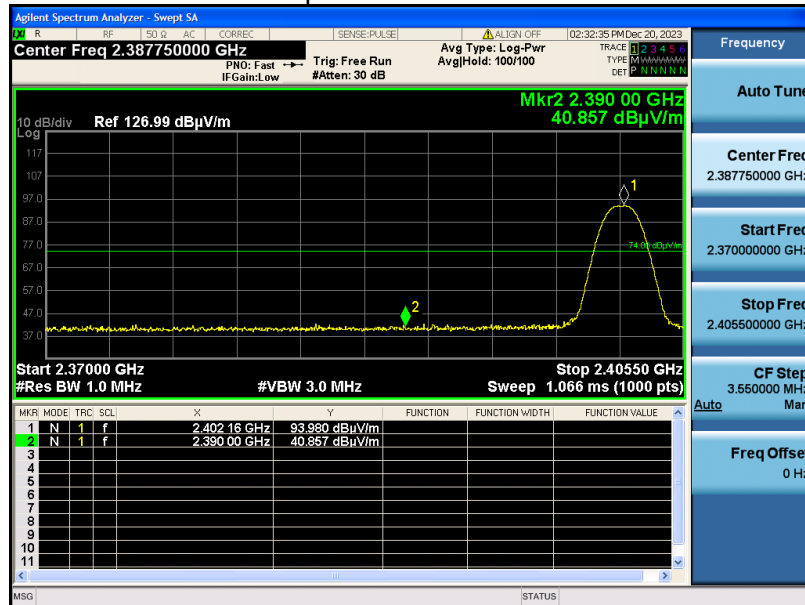 Agilent Spectrum Analyzer - Swept SA
LXI R RF 50 Ω AC CORREC SENSE:PULSE ALIGN OFF 02:32:35 PM Dec 20, 2023
Center Freq 2.387750000 GHz
PNO: Fast
IFGain:Low
Trig: Free Run
#Atten: 30 dB
Avg Type: Log-Pwr
Avg|Hold: 100/100
TRACE 1 2 3 4 5 6
TYPE M
DET P N N N N N
Mkr2 2.390 00 GHz
40.857 dBµV/m
10 dB/div Ref 126.99 dBµV/m
Log
117
107
97.0
87.0
77.0
67.0
57.0
47.0
37.0
1
74.00 dBµV/m
2
Start 2.37000 GHz Stop 2.40550 GHz
#Res BW 1.0 MHz #VBW 3.0 MHz Sweep 1.066 ms (1000 pts)
MKR MODE TRC SCL X Y FUNCTION FUNCTION WIDTH FUNCTION VALUE
1 N 1 f 2.402 16 GHz 93.980 dBµV/m
2 N 1 f 2.390 00 GHz 40.857 dBµV/m
3
4
5
6
7
8
9
10
11
MSG STATUS
Frequency
Auto Tune
Center Freq
2.387750000 GHz
Start Freq
2.370000000 GHz
Stop Freq
2.405500000 GHz
CF Step
3.550000 MHz
Auto Man
Freq Offset
0 Hz